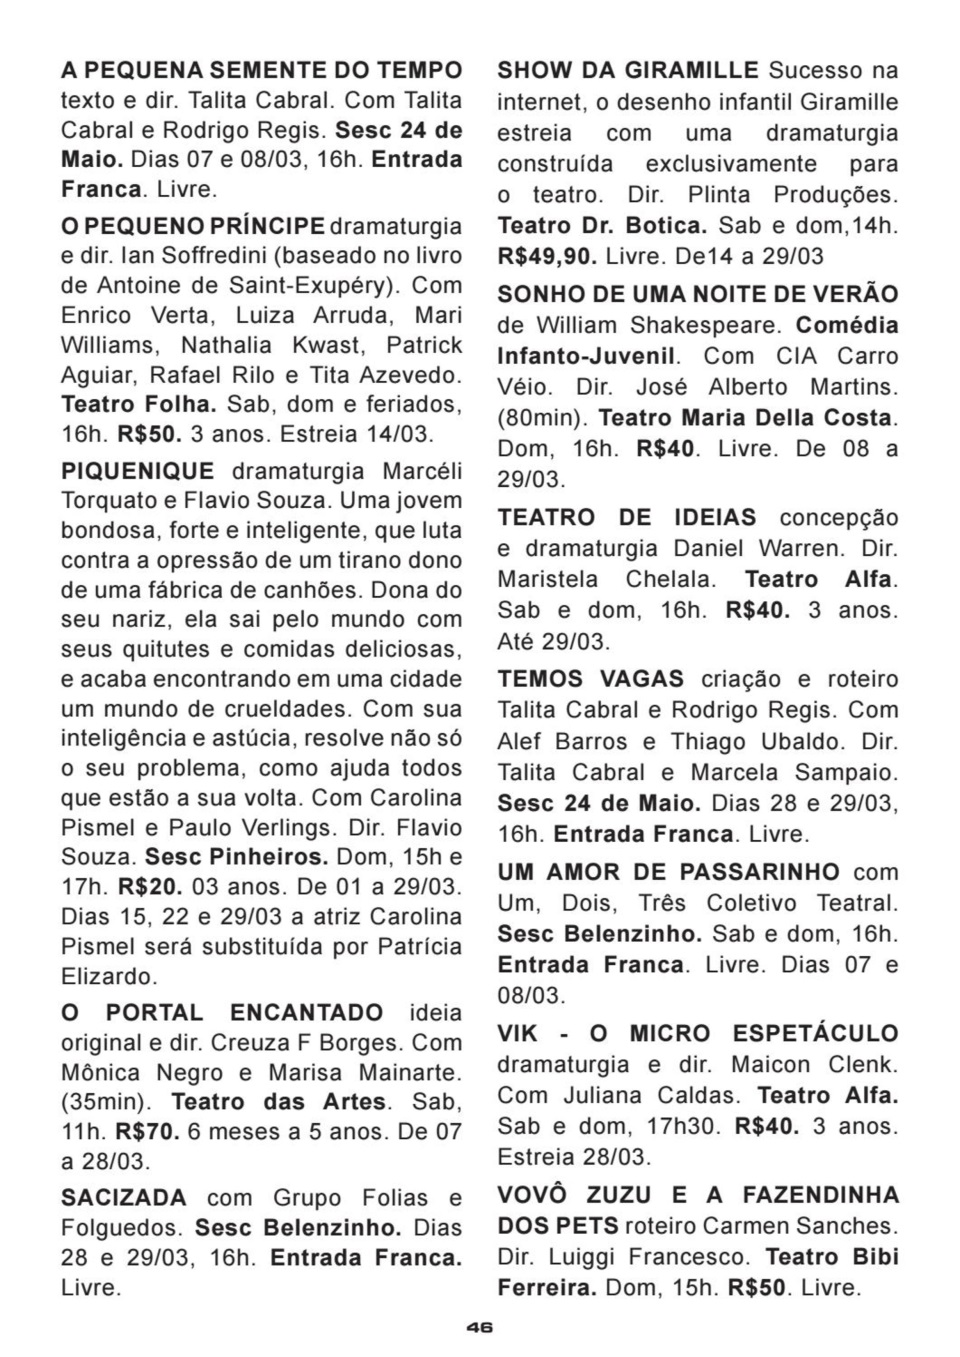 A PEQUENA SEMENTE DO TEMPO
texto e dir. Talita Cabral. Com Talita
Cabral e Rodrigo Regis. Sesc 24 de
Maio. Dias 07 e 08/03, 16h. Entrada
Franca. Livre.
O PEQUENO PRÍNCIPE dramaturgia
e dir. Ian Soffredini (baseado no livro
de Antoine de Saint-Exupéry). Com
Enrico Verta, Luiza Arruda, Mari
Williams, Nathalia Kwast, Patrick
Aguiar, Rafael Rilo e Tita Azevedo.
Teatro Folha. Sab, dom e feriados,
16h. R$50. 3 anos. Estreia 14/03.
PIQUENIQUE dramaturgia Marcéli
Torquato e Flavio Souza. Uma jovem
bondosa, forte e inteligente, que luta
contra a opressão de um tirano dono
de uma fábrica de canhões. Dona do
seu nariz, ela sai pelo mundo com
seus quitutes e comidas deliciosas,
e acaba encontrando em uma cidade
um mundo de crueldades. Com sua
inteligência e astúcia, resolve não só
o seu problema, como ajuda todos
que estão a sua volta. Com Carolina
Pismel e Paulo Verlings. Dir. Flavio
Souza. Sesc Pinheiros. Dom, 15h e
17h. R$20. 03 anos. De 01 a 29/03.
Dias 15, 22 e 29/03 a atriz Carolina
Pismel será substituída por Patrícia
Elizardo.
O PORTAL ENCANTADO ideia
original e dir. Creuza F Borges. Com
Mônica Negro e Marisa Mainarte.
(35min). Teatro das Artes. Sab,
11h. R$70. 6 meses a 5 anos. De 07
a 28/03.
SACIZADA com Grupo Folias e
Folguedos. Sesc Belenzinho. Dias
28 e 29/03, 16h. Entrada Franca.
Livre.
SHOW DA GIRAMILLE Sucesso na
internet, o desenho infantil Giramille
estreia com uma dramaturgia
construída exclusivamente para
o teatro. Dir. Plinta Produções.
Teatro Dr. Botica. Sab e dom,14h.
R$49,90. Livre. De14 a 29/03
SONHO DE UMA NOITE DE VERÃO
de William Shakespeare. Comédia
Infanto-Juvenil. Com CIA Carro
Véio. Dir. José Alberto Martins.
(80min). Teatro Maria Della Costa.
Dom, 16h. R$40. Livre. De 08 a
29/03.
TEATRO DE IDEIAS concepção
e dramaturgia Daniel Warren. Dir.
Maristela Chelala. Teatro Alfa.
Sab e dom, 16h. R$40. 3 anos.
Até 29/03.
TEMOS VAGAS criação e roteiro
Talita Cabral e Rodrigo Regis. Com
Alef Barros e Thiago Ubaldo. Dir.
Talita Cabral e Marcela Sampaio.
Sesc 24 de Maio. Dias 28 e 29/03,
16h. Entrada Franca. Livre.
UM AMOR DE PASSARINHO com
Um, Dois, Três Coletivo Teatral.
Sesc Belenzinho. Sab e dom, 16h.
Entrada Franca. Livre. Dias 07 e
08/03.
VIK - O MICRO ESPETÁCULO
dramaturgia e dir. Maicon Clenk.
Com Juliana Caldas. Teatro Alfa.
Sab e dom, 17h30. R$40. 3 anos.
Estreia 28/03.
VOVÔ ZUZU E A FAZENDINHA
DOS PETS roteiro Carmen Sanches.
Dir. Luiggi Francesco. Teatro Bibi
Ferreira. Dom, 15h. R$50. Livre.
46